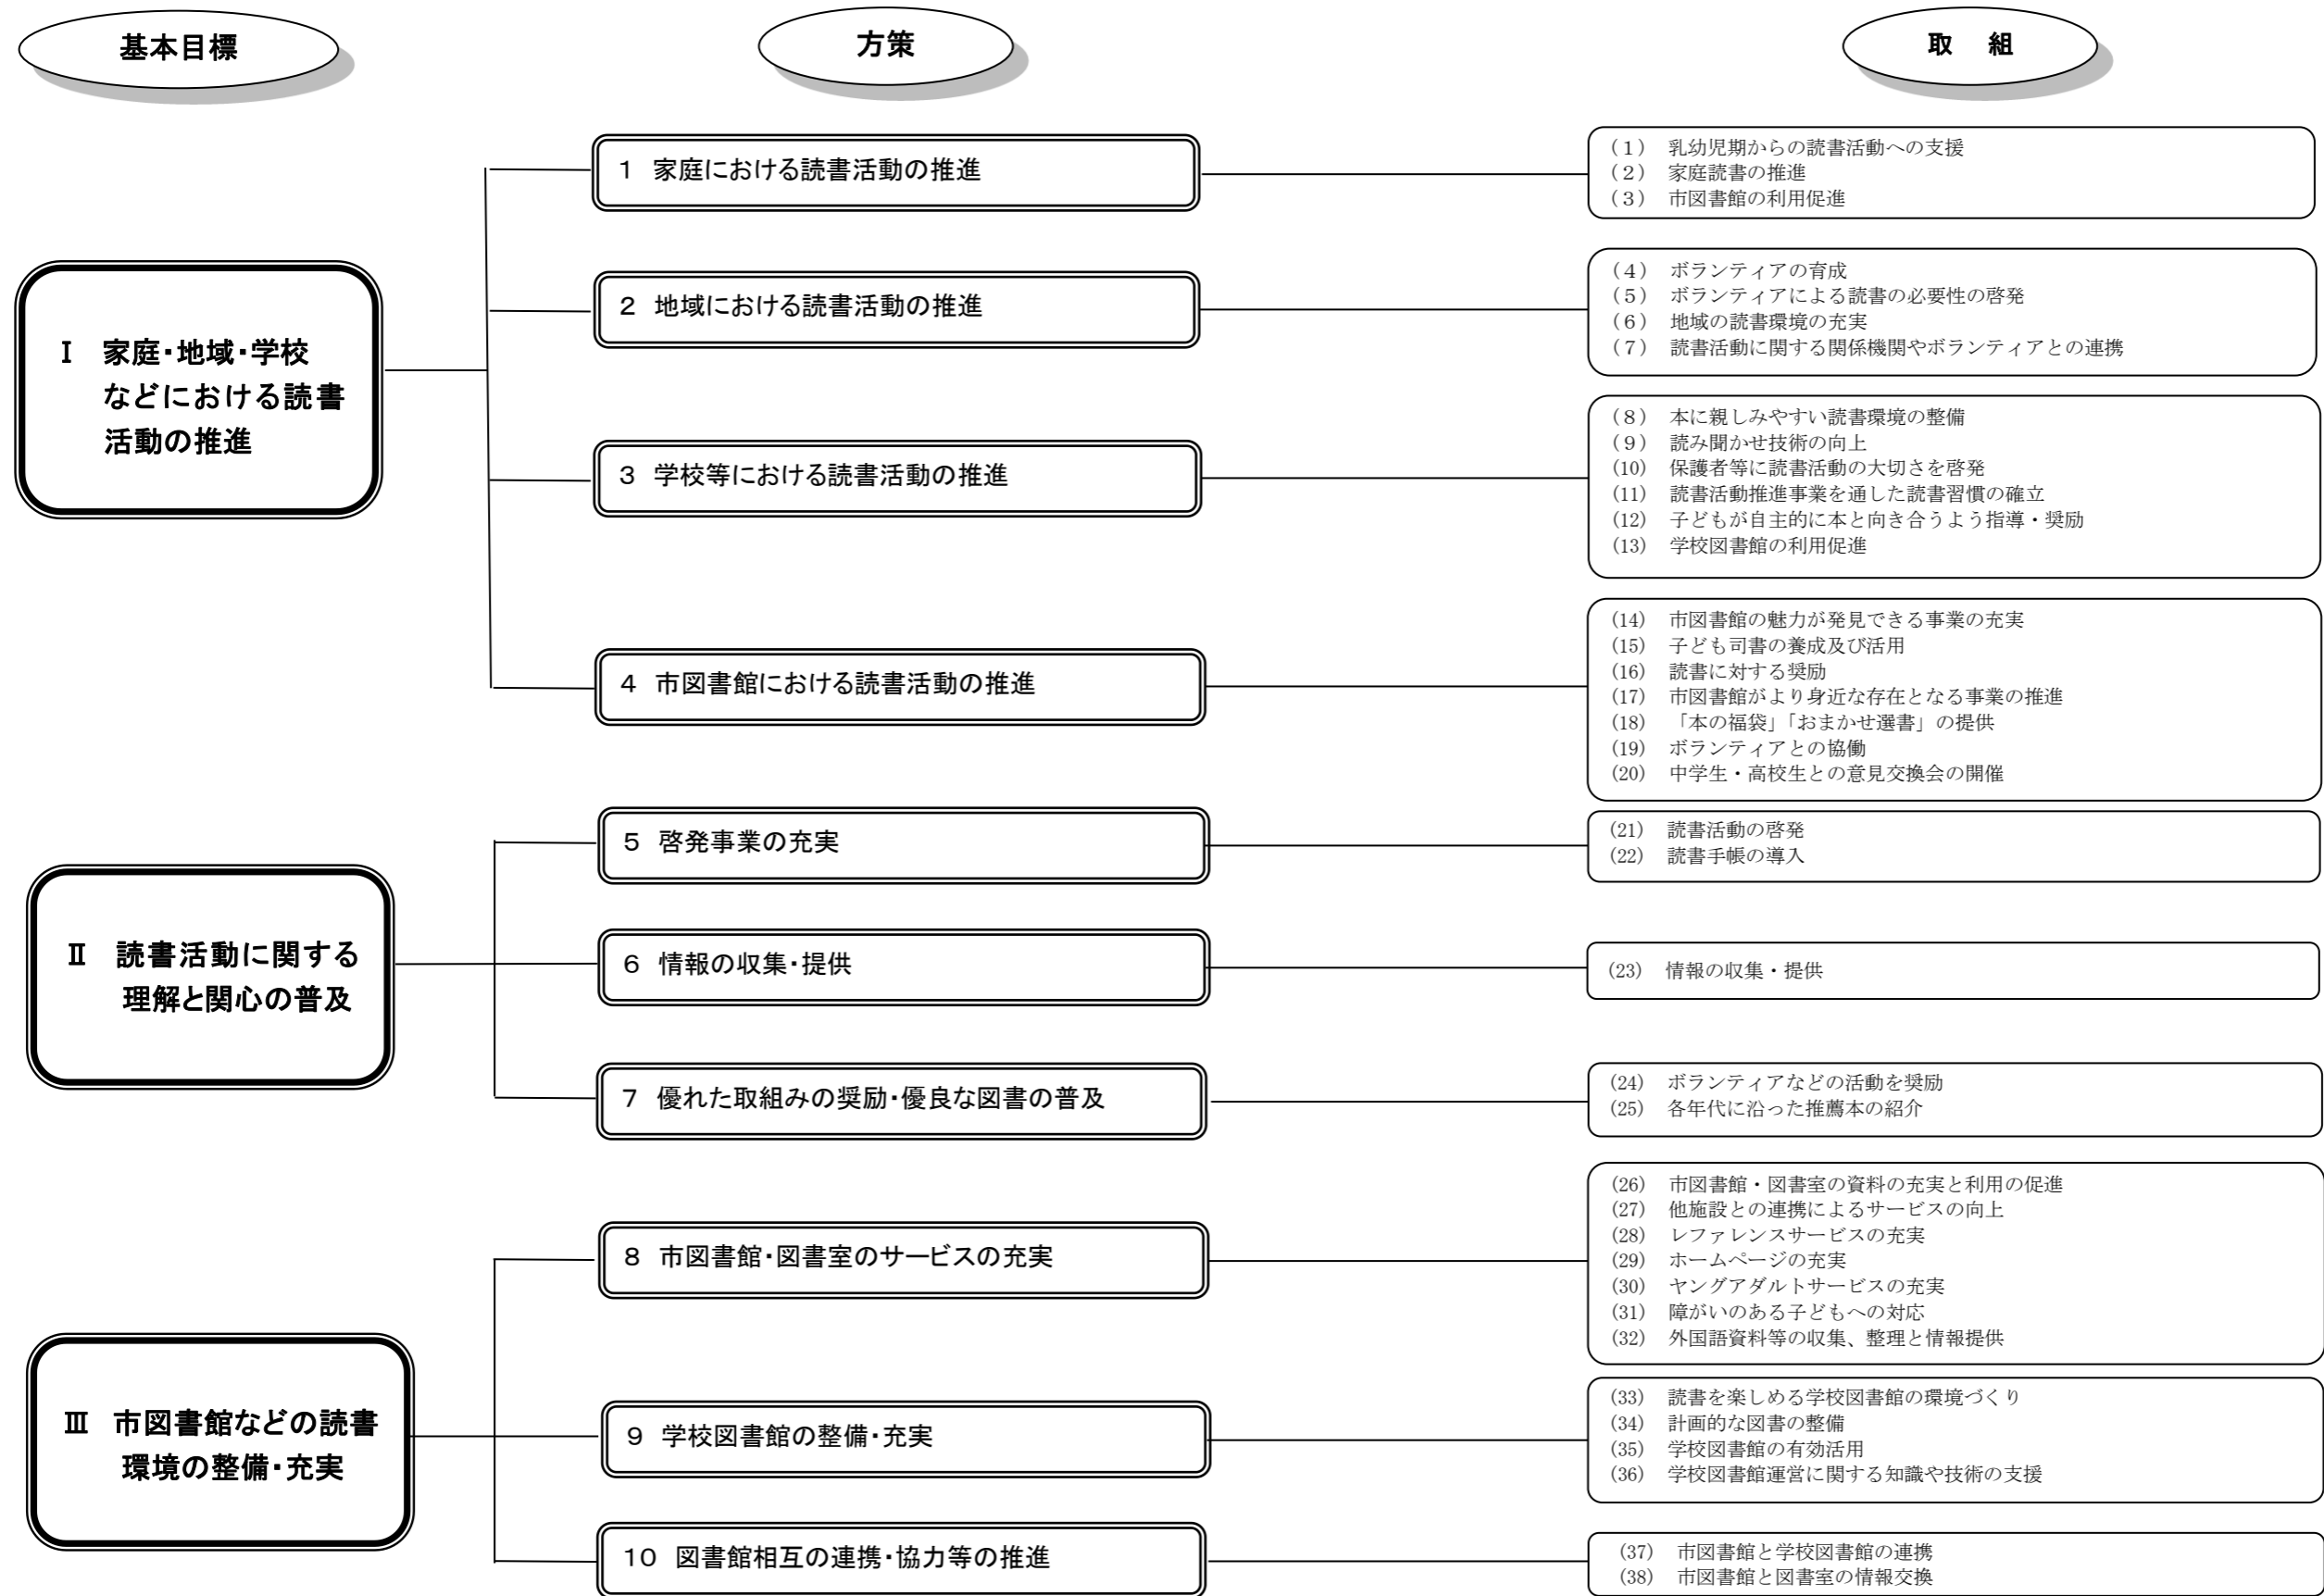 基本目標
方策
取　組
Ⅰ　家庭・地域・学校
などにおける読書
活動の推進
１　家庭における読書活動の推進
（１）　乳幼児期からの読書活動への支援
（２）　家庭読書の推進
（３）　市図書館の利用促進
２　地域における読書活動の推進
（４）　ボランティアの育成
（５）　ボランティアによる読書の必要性の啓発
（６）　地域の読書環境の充実
（７）　読書活動に関する関係機関やボランティアとの連携
３　学校等における読書活動の推進
（８）　本に親しみやすい読書環境の整備
（９）　読み聞かせ技術の向上
(10)　保護者等に読書活動の大切さを啓発
(11)　読書活動推進事業を通した読書習慣の確立
(12)　子どもが自主的に本と向き合うよう指導・奨励
(13)　学校図書館の利用促進
４　市図書館における読書活動の推進
(14)　市図書館の魅力が発見できる事業の充実
(15)　子ども司書の養成及び活用
(16)　読書に対する奨励
(17)　市図書館がより身近な存在となる事業の推進
(18)　「本の福袋」「おまかせ選書」の提供
(19)　ボランティアとの協働
(20)　中学生・高校生との意見交換会の開催
Ⅱ　読書活動に関する
理解と関心の普及
５　啓発事業の充実
(21)　読書活動の啓発
(22)　読書手帳の導入
６　情報の収集・提供
(23)　情報の収集・提供
７　優れた取組みの奨励・優良な図書の普及
(24)　ボランティアなどの活動を奨励
(25)　各年代に沿った推薦本の紹介
Ⅲ　市図書館などの読書
環境の整備・充実
８　市図書館・図書室のサービスの充実
(26)　市図書館・図書室の資料の充実と利用の促進
(27)　他施設との連携によるサービスの向上
(28)　レファレンスサービスの充実
(29)　ホームページの充実
(30)　ヤングアダルトサービスの充実
(31)　障がいのある子どもへの対応
(32)　外国語資料等の収集、整理と情報提供
９　学校図書館の整備・充実
(33)　読書を楽しめる学校図書館の環境づくり
(34)　計画的な図書の整備
(35)　学校図書館の有効活用
(36)　学校図書館運営に関する知識や技術の支援
１０　図書館相互の連携・協力等の推進
(37)　市図書館と学校図書館の連携
(38)　市図書館と図書室の情報交換